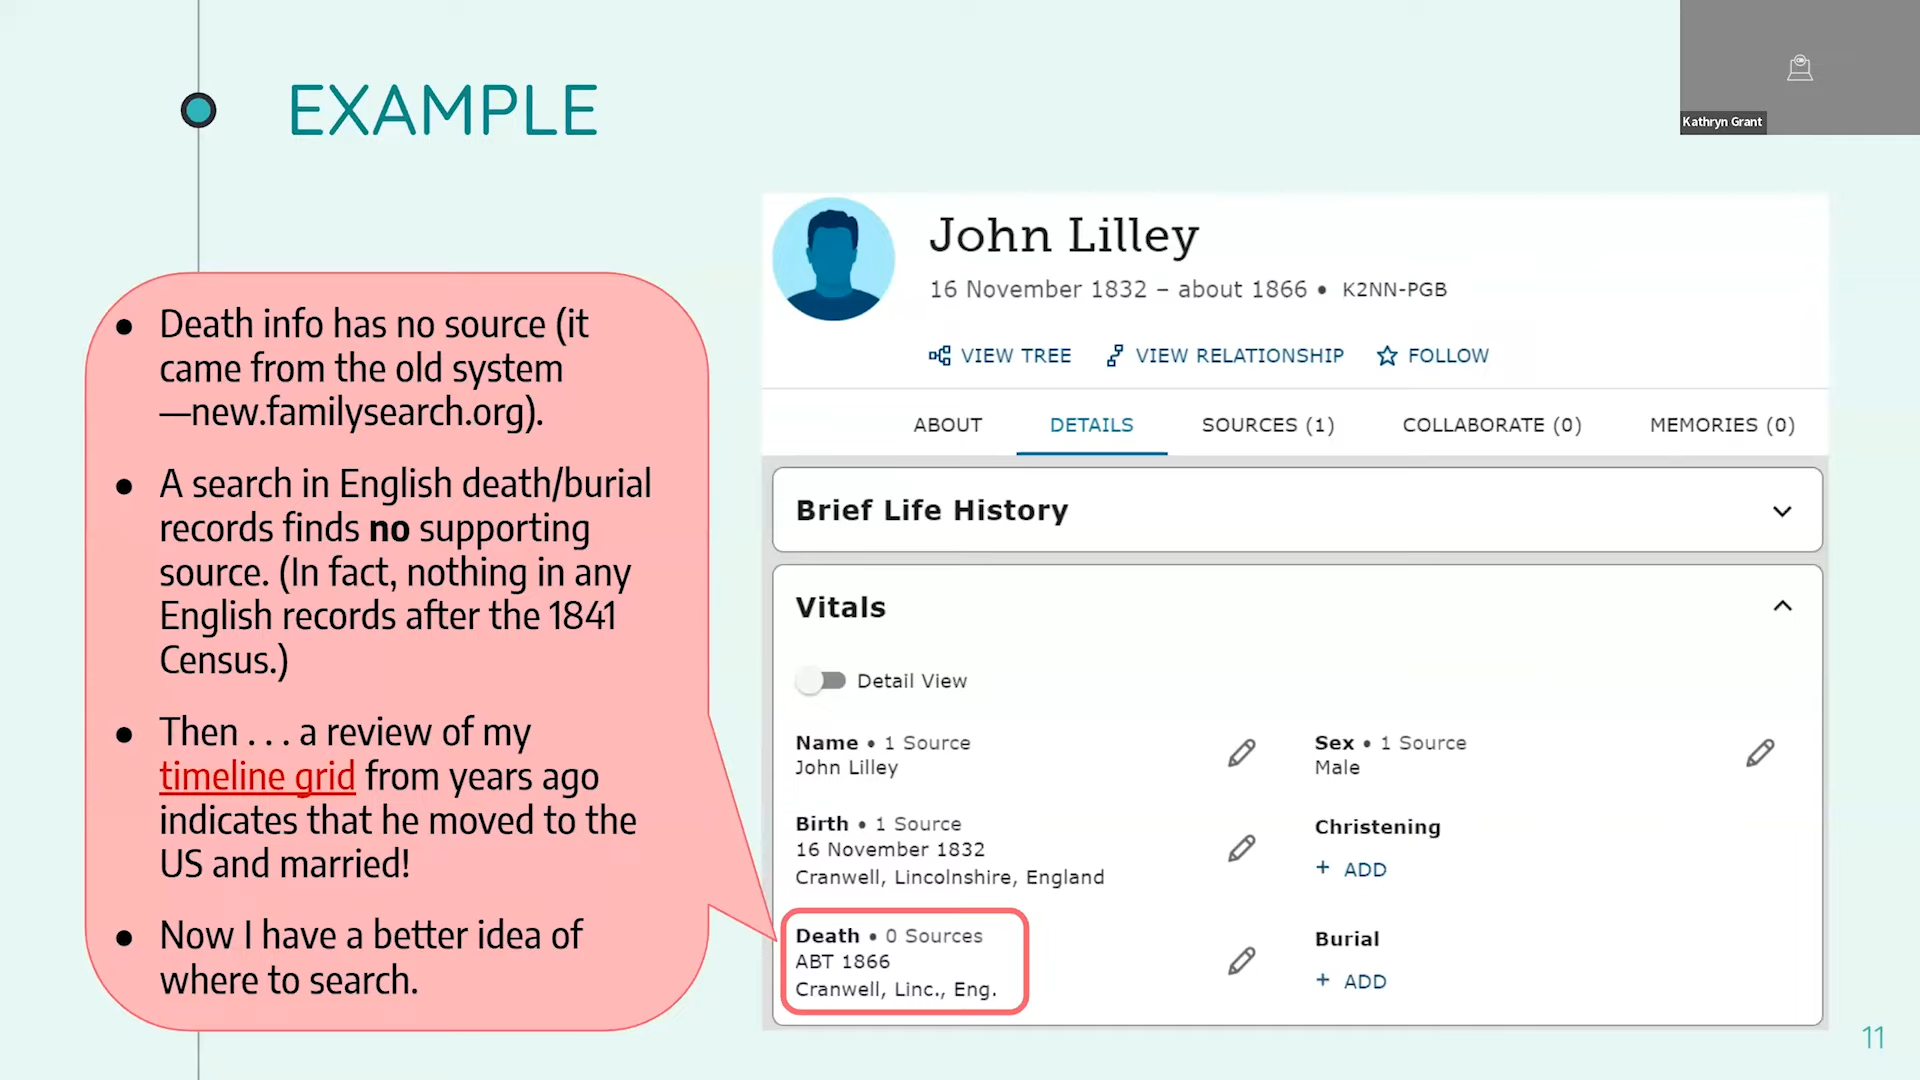 EXAMPLE
Kathryn Grant
● Death info has no source (it
came from the old system
—new.familysearch.org).
● A search in English death/burial
records finds no supporting
source. (In fact, nothing in any
English records after the 1841
Census.)
● Then . . . a review of my
timeline grid from years ago
indicates that he moved to the
US and married!
● Now I have a better idea of
where to search.
John Lilley
16 November 1832 – about 1866 • K2NN-PGB
VIEW TREE VIEW RELATIONSHIP FOLLOW
ABOUT DETAILS SOURCES (1) COLLABORATE (0) MEMORIES (0)
Brief Life History
Vitals
Detail View
Name • 1 Source
John Lilley
Sex • 1 Source
Male
Birth • 1 Source
16 November 1832
Cranwell, Lincolnshire, England
Christening
+ ADD
Death • 0 Sources
ABT 1866
Cranwell, Linc., Eng.
Burial
+ ADD
11